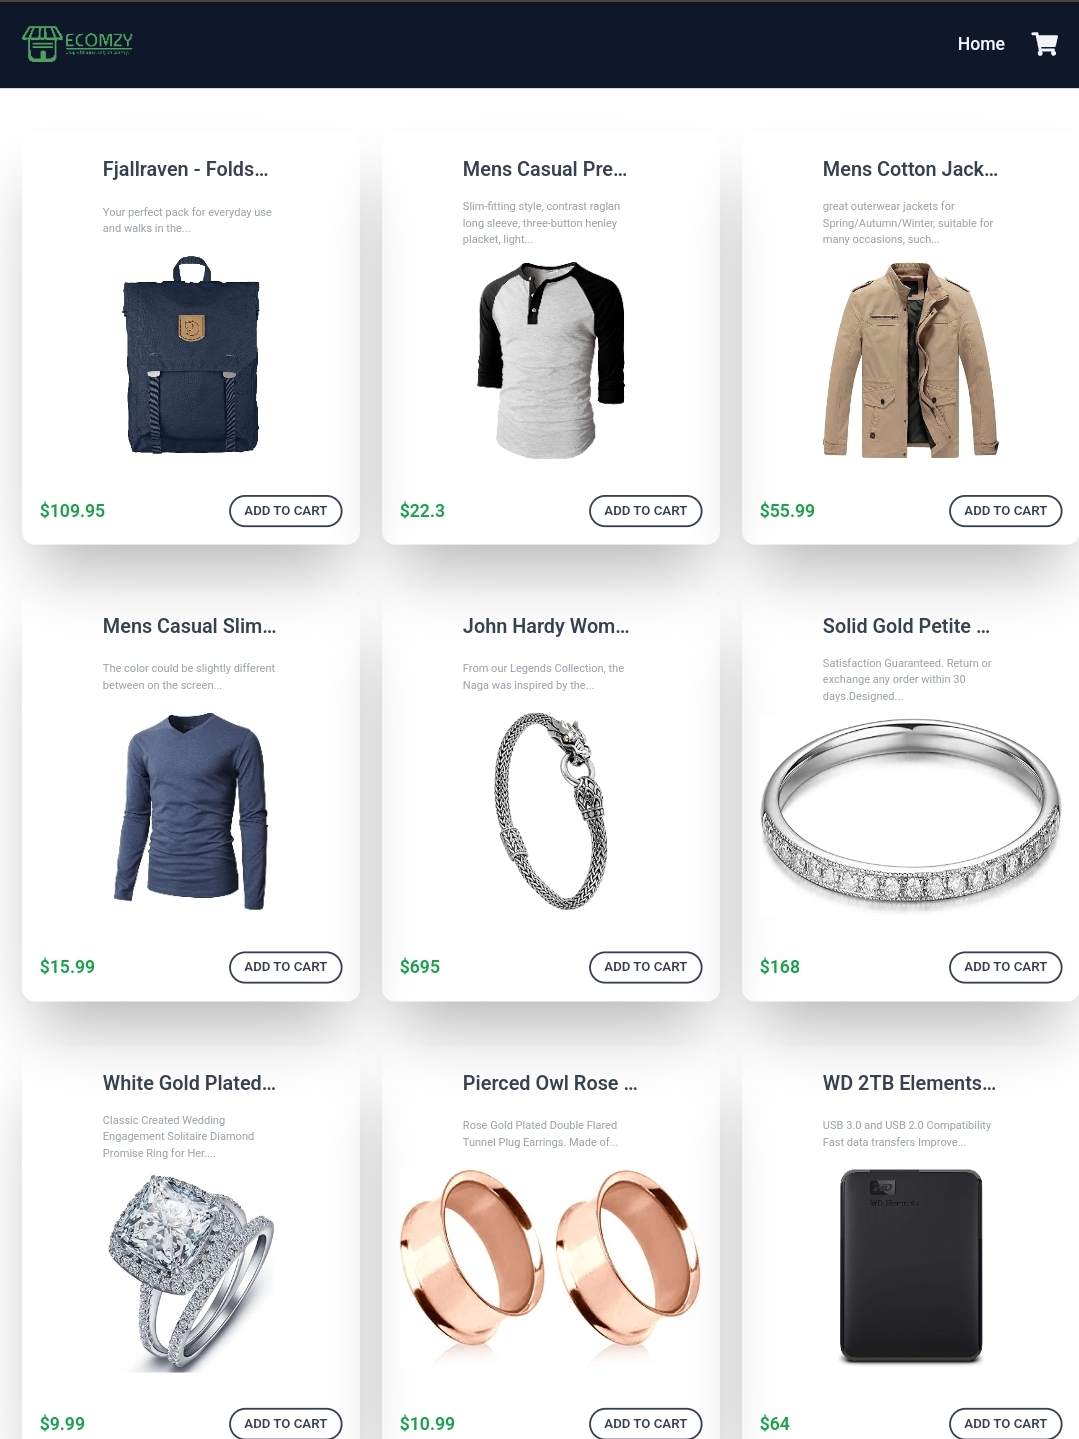 ECOMZY
Home
Fjallraven - Folds...
Your perfect pack for everyday use
and walks in the...
$109.95
ADD TO CART
Mens Casual Pre...
Slim-fitting style, contrast raglan
long sleeve, three-button henley
placket, light...
$22.3
ADD TO CART
Mens Cotton Jack...
great outerwear jackets for
Spring/Autumn/Winter, suitable for
many occasions, such...
$55.99
ADD TO CART
Mens Casual Slim...
The color could be slightly different
between on the screen...
$15.99
ADD TO CART
John Hardy Wom...
From our Legends Collection, the
Naga was inspired by the...
$695
ADD TO CART
Solid Gold Petite ...
Satisfaction Guaranteed. Return or
exchange any order within 30
days.Designed...
$168
ADD TO CART
White Gold Plated...
Classic Created Wedding
Engagement Solitaire Diamond
Promise Ring for Her....
$9.99
ADD TO CART
Pierced Owl Rose ...
Rose Gold Plated Double Flared
Tunnel Plug Earrings. Made of...
$10.99
ADD TO CART
WD 2TB Elements...
USB 3.0 and USB 2.0 Compatibility
Fast data transfers Improve...
WD
WD Elements
$64
ADD TO CART